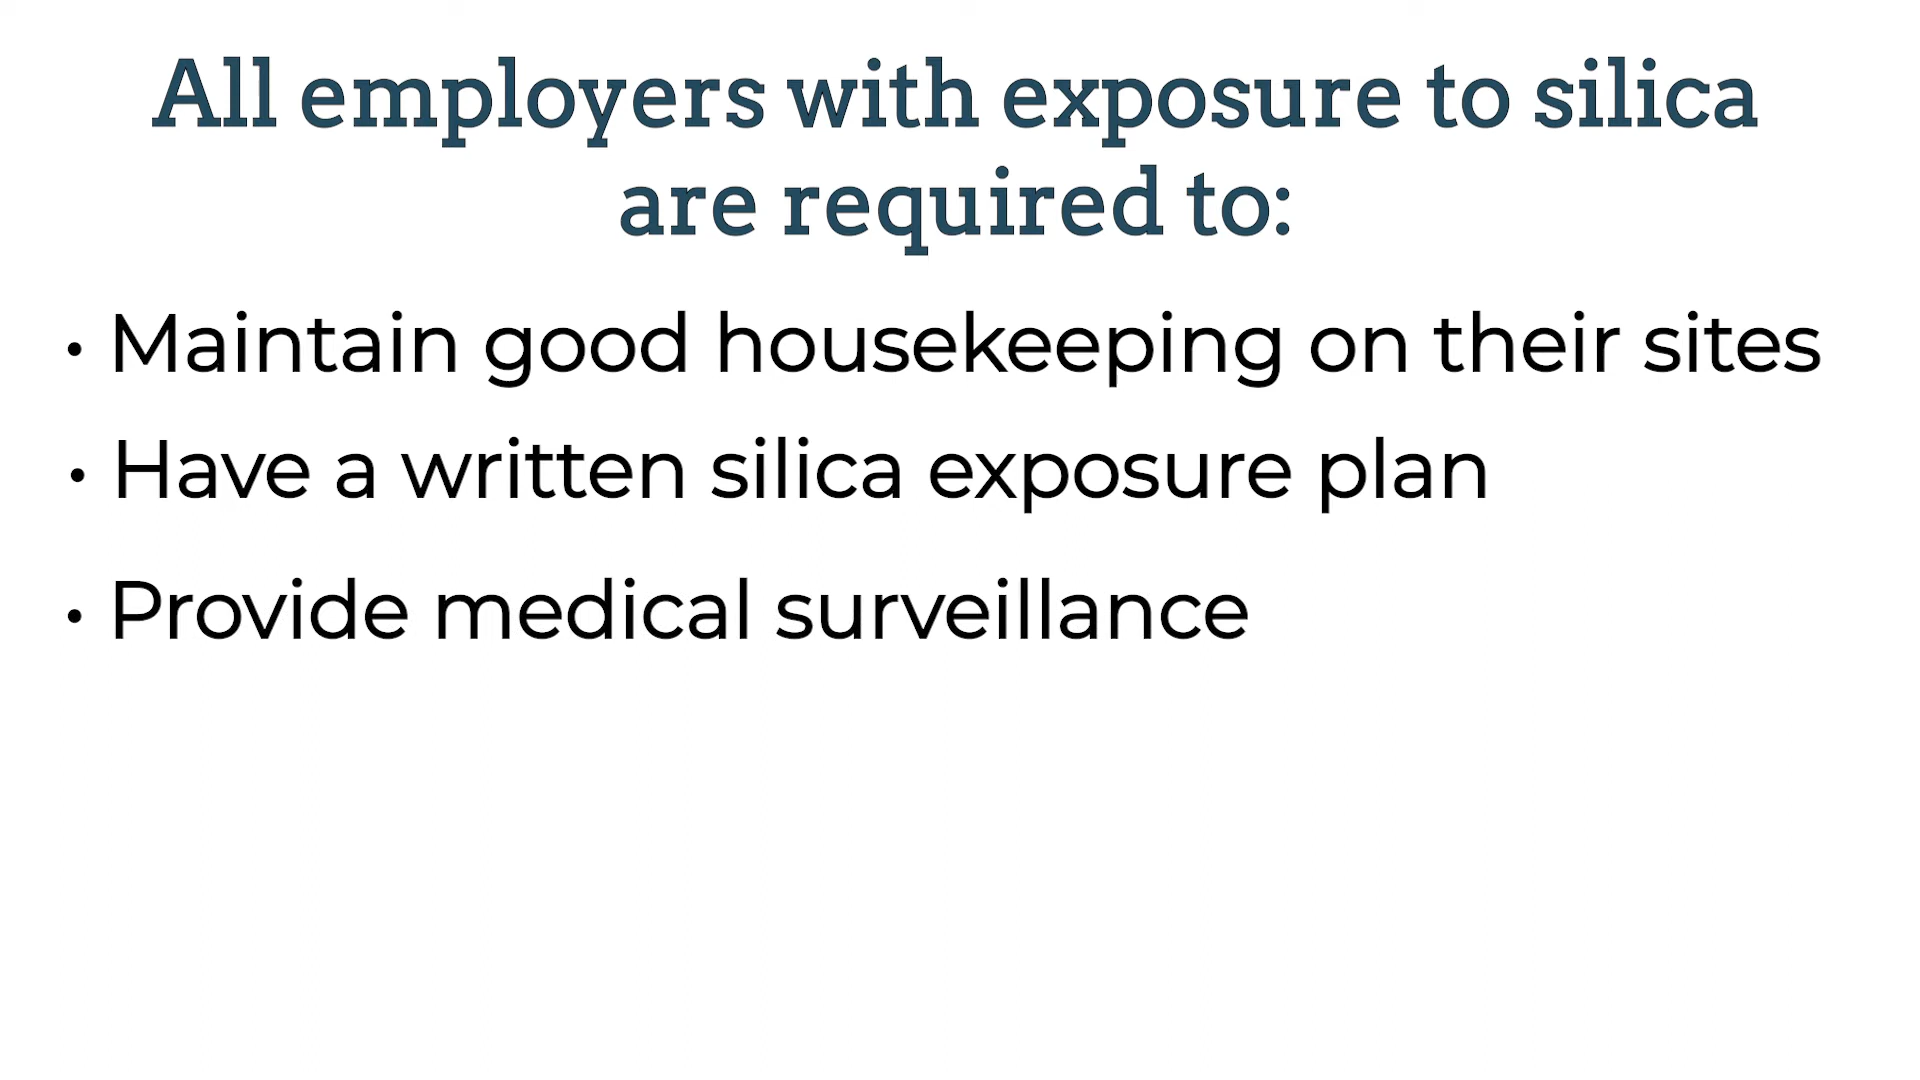 All employers with exposure to silica
are required to:
• Maintain good housekeeping on their sites
• Have a written silica exposure plan
• Provide medical surveillance